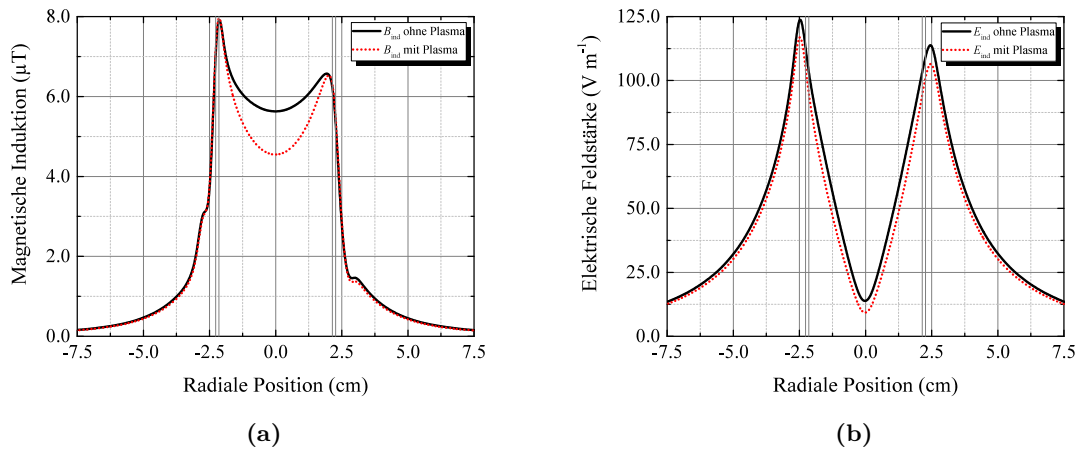 8.0
6.0
4.0
2.0
0.0
Magnetische Induktion (µT)
B_ind ohne Plasma
B_ind mit Plasma
-7.5 -5.0 -2.5 0.0 2.5 5.0 7.5
Radiale Position (cm)
(a)
125.0
100.0
75.0
50.0
25.0
0.0
Elektrische Feldstärke (V m⁻¹)
E_ind ohne Plasma
E_ind mit Plasma
-7.5 -5.0 -2.5 0.0 2.5 5.0 7.5
Radiale Position (cm)
(b)